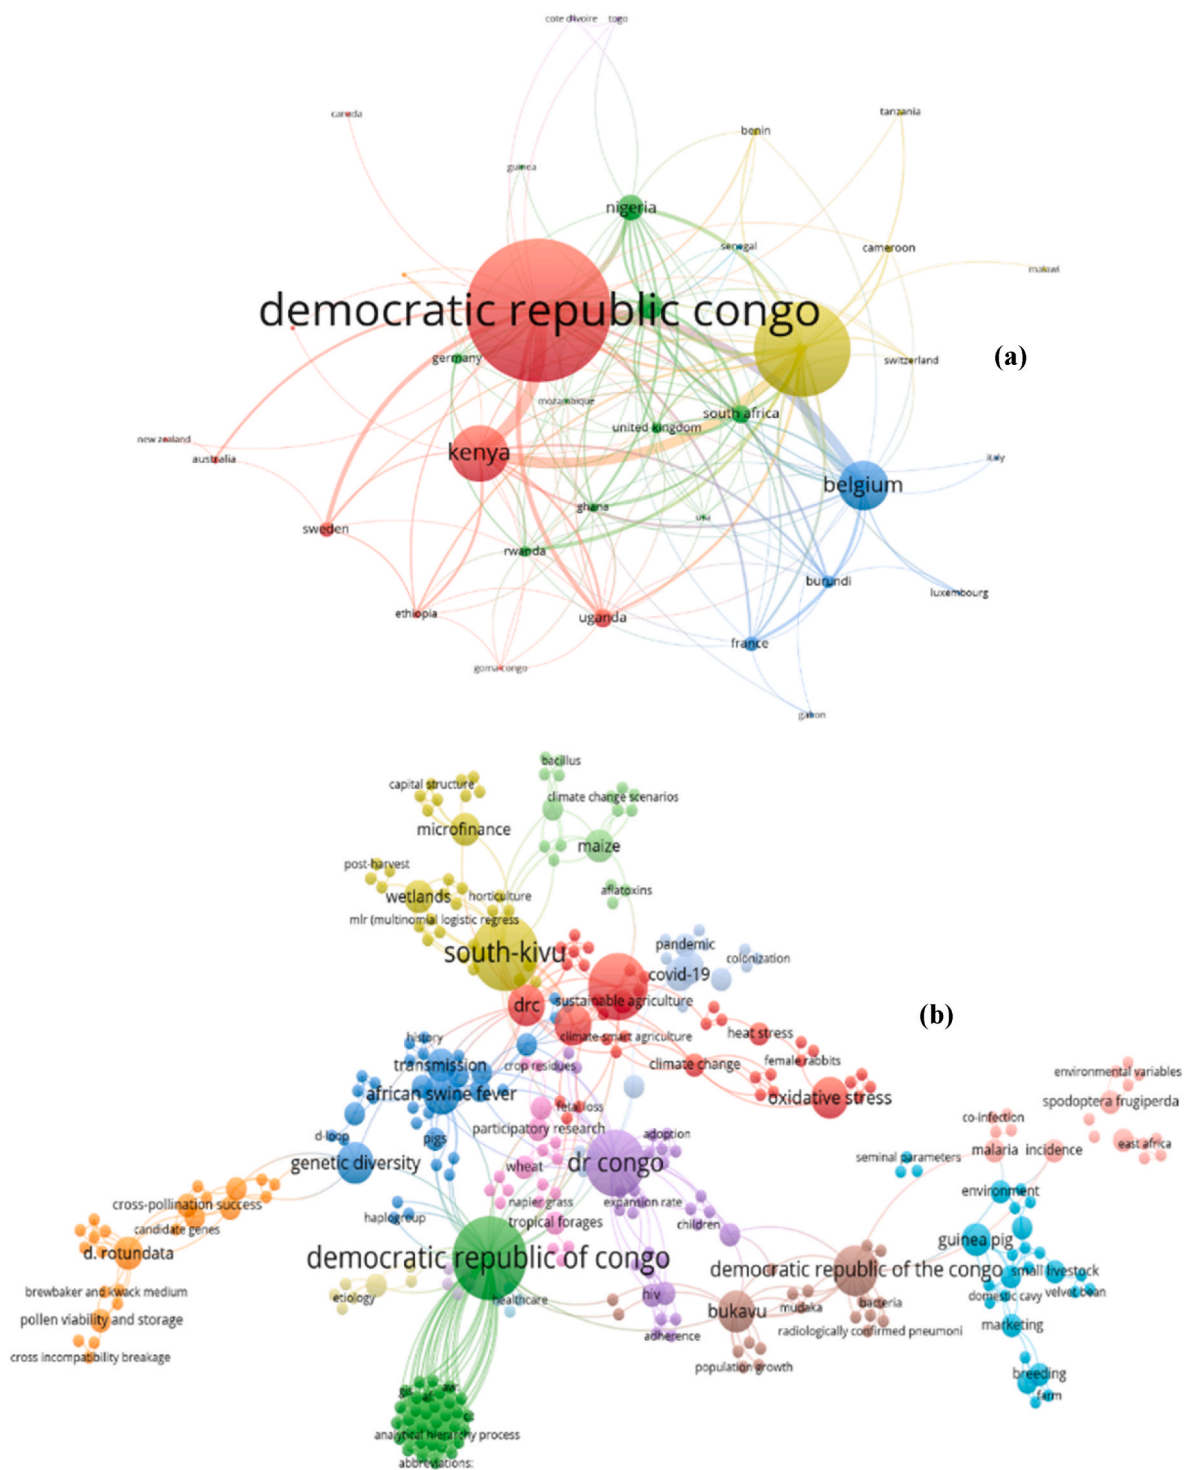 cote d'ivoire togo
canada
tanzania
benin
guinea
nigeria
senegal
cameroon
malawi
democratic republic congo
(a)
germany
switzerland
mozambique
south africa
united kingdom
new zealand
kenya
australia
italy
belgium
ghana
usa
sweden
rwanda
burundi
luxembourg
ethiopia
uganda
france
goma congo
gabon
bacillus
capital structure
climate change scenarios
microfinance
maize
post-harvest
wetlands
horticulture
aflatoxins
mlr (multinomial logistic regress
pandemic
south-kivu
colonization
covid-19
drc
sustainable agriculture
(b)
history
climate-smart agriculture
heat stress
transmission
crop residues
climate change
female rabbits
environmental variables
african swine fever
oxidative stress
fetal loss
spodoptera frugiperda
co-infection
participatory research
adoption
d-loop
pigs
east africa
malaria
incidence
genetic diversity
wheat
dr congo
seminal parameters
cross-pollination success
napier grass
expansion rate
environment
candidate genes
haplogroup
tropical forages
children
guinea pig
d. rotundata
democratic republic of congo
democratic republic of the congo
small livestock
brewbaker and kwack medium
etiology
healthcare
hiv
mudaka
bacteria
domestic cavy
velvet bean
pollen viability and storage
bukavu
radiologically confirmed pneumoni
marketing
adherence
cross incompatibility breakage
population growth
breeding
farm
gis
analytical hierarchy process
abbreviations: